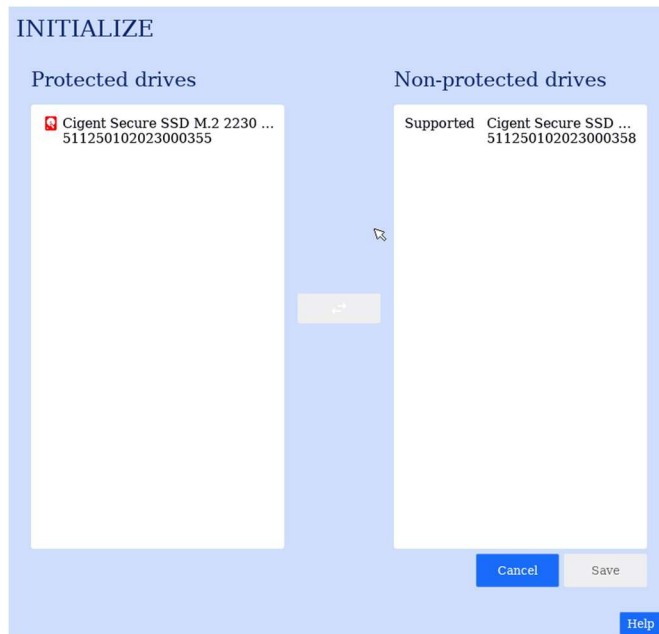 INITIALIZE
Protected drives
Cigent Secure SSD M.2 2230 ...
511250102023000355
Non-protected drives
Supported Cigent Secure SSD ...
511250102023000358
Cancel Save
Help